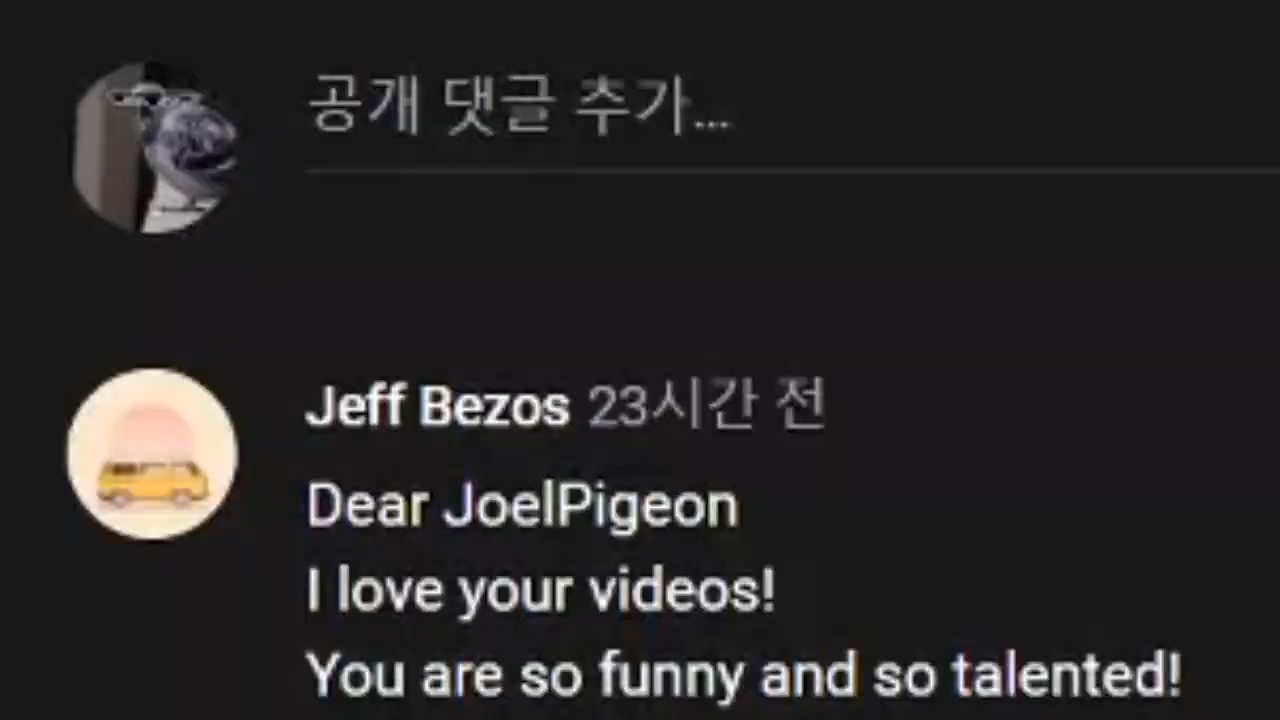 공개 댓글 추가...
Jeff Bezos 23시간 전
Dear JoelPigeon
I love your videos!
You are so funny and so talented!